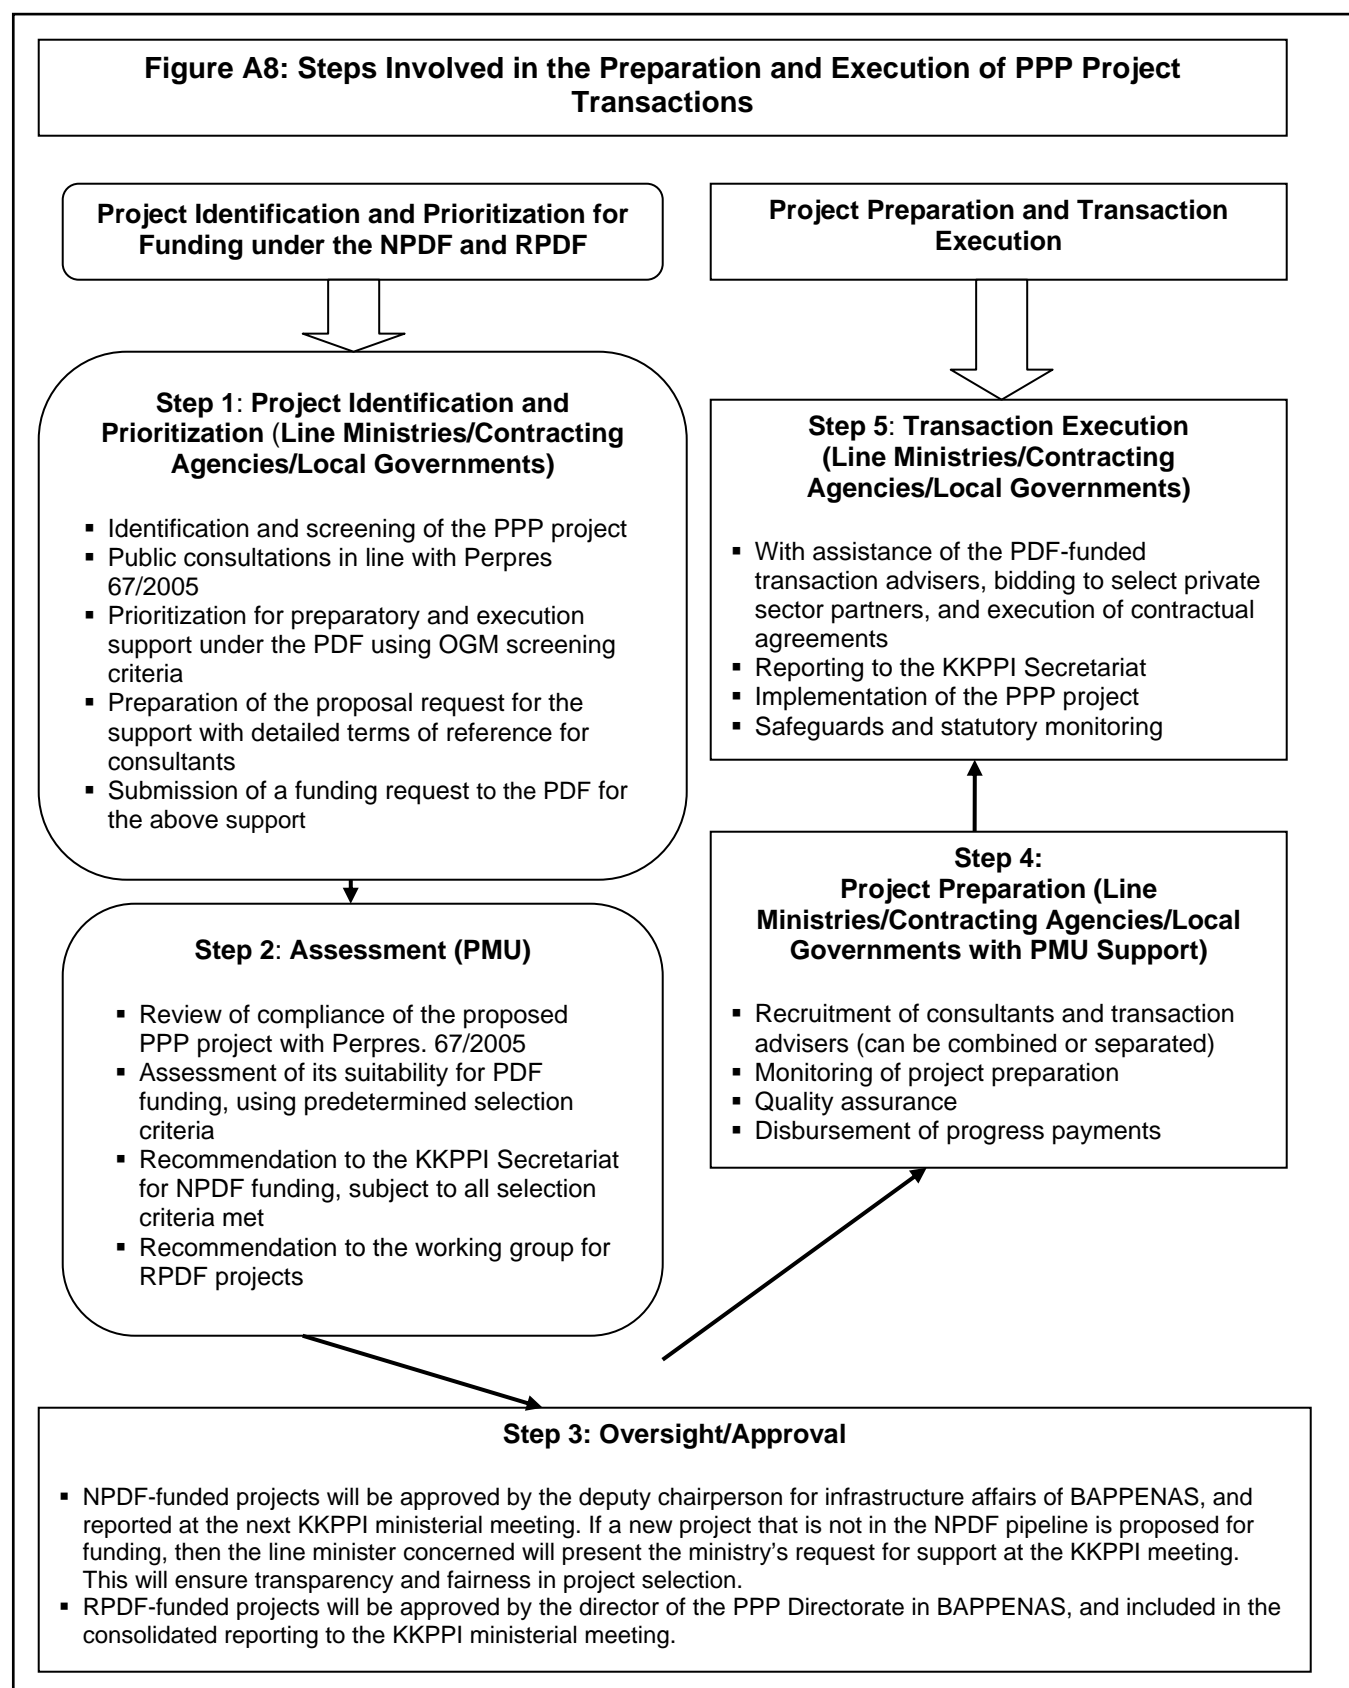 Figure A8: Steps Involved in the Preparation and Execution of PPP Project
Transactions
Project Identification and Prioritization for
Funding under the NPDF and RPDF
Step 1: Project Identification and
Prioritization (Line Ministries/Contracting
Agencies/Local Governments)
▪ Identification and screening of the PPP project
▪ Public consultations in line with Perpres
67/2005
▪ Prioritization for preparatory and execution
support under the PDF using OGM screening
criteria
▪ Preparation of the proposal request for the
support with detailed terms of reference for
consultants
▪ Submission of a funding request to the PDF for
the above support
Step 2: Assessment (PMU)
▪ Review of compliance of the proposed
PPP project with Perpres. 67/2005
▪ Assessment of its suitability for PDF
funding, using predetermined selection
criteria
▪ Recommendation to the KKPPI Secretariat
for NPDF funding, subject to all selection
criteria met
▪ Recommendation to the working group for
RPDF projects
Step 3: Oversight/Approval
▪ NPDF-funded projects will be approved by the deputy chairperson for infrastructure affairs of BAPPENAS, and
reported at the next KKPPI ministerial meeting. If a new project that is not in the NPDF pipeline is proposed for
funding, then the line minister concerned will present the ministry’s request for support at the KKPPI meeting.
This will ensure transparency and fairness in project selection.
▪ RPDF-funded projects will be approved by the director of the PPP Directorate in BAPPENAS, and included in the
consolidated reporting to the KKPPI ministerial meeting.
Project Preparation and Transaction
Execution
Step 4:
Project Preparation (Line
Ministries/Contracting Agencies/Local
Governments with PMU Support)
▪ Recruitment of consultants and transaction
advisers (can be combined or separated)
▪ Monitoring of project preparation
▪ Quality assurance
▪ Disbursement of progress payments
Step 5: Transaction Execution
(Line Ministries/Contracting
Agencies/Local Governments)
▪ With assistance of the PDF-funded
transaction advisers, bidding to select private
sector partners, and execution of contractual
agreements
▪ Reporting to the KKPPI Secretariat
▪ Implementation of the PPP project
▪ Safeguards and statutory monitoring